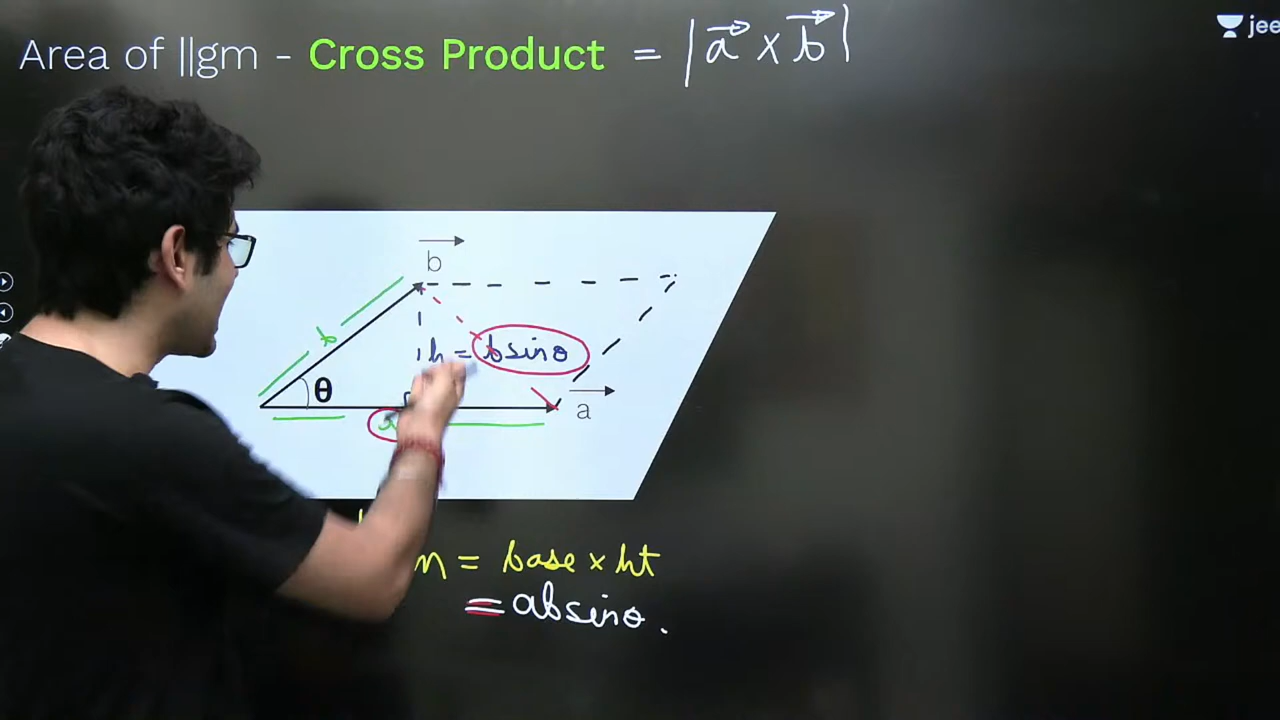 Area of ||gm - Cross Product = |a⃗ × b⃗|
jee
b⃗
b
h = bsinθ
θ
a⃗
= base × ht
= absinθ.